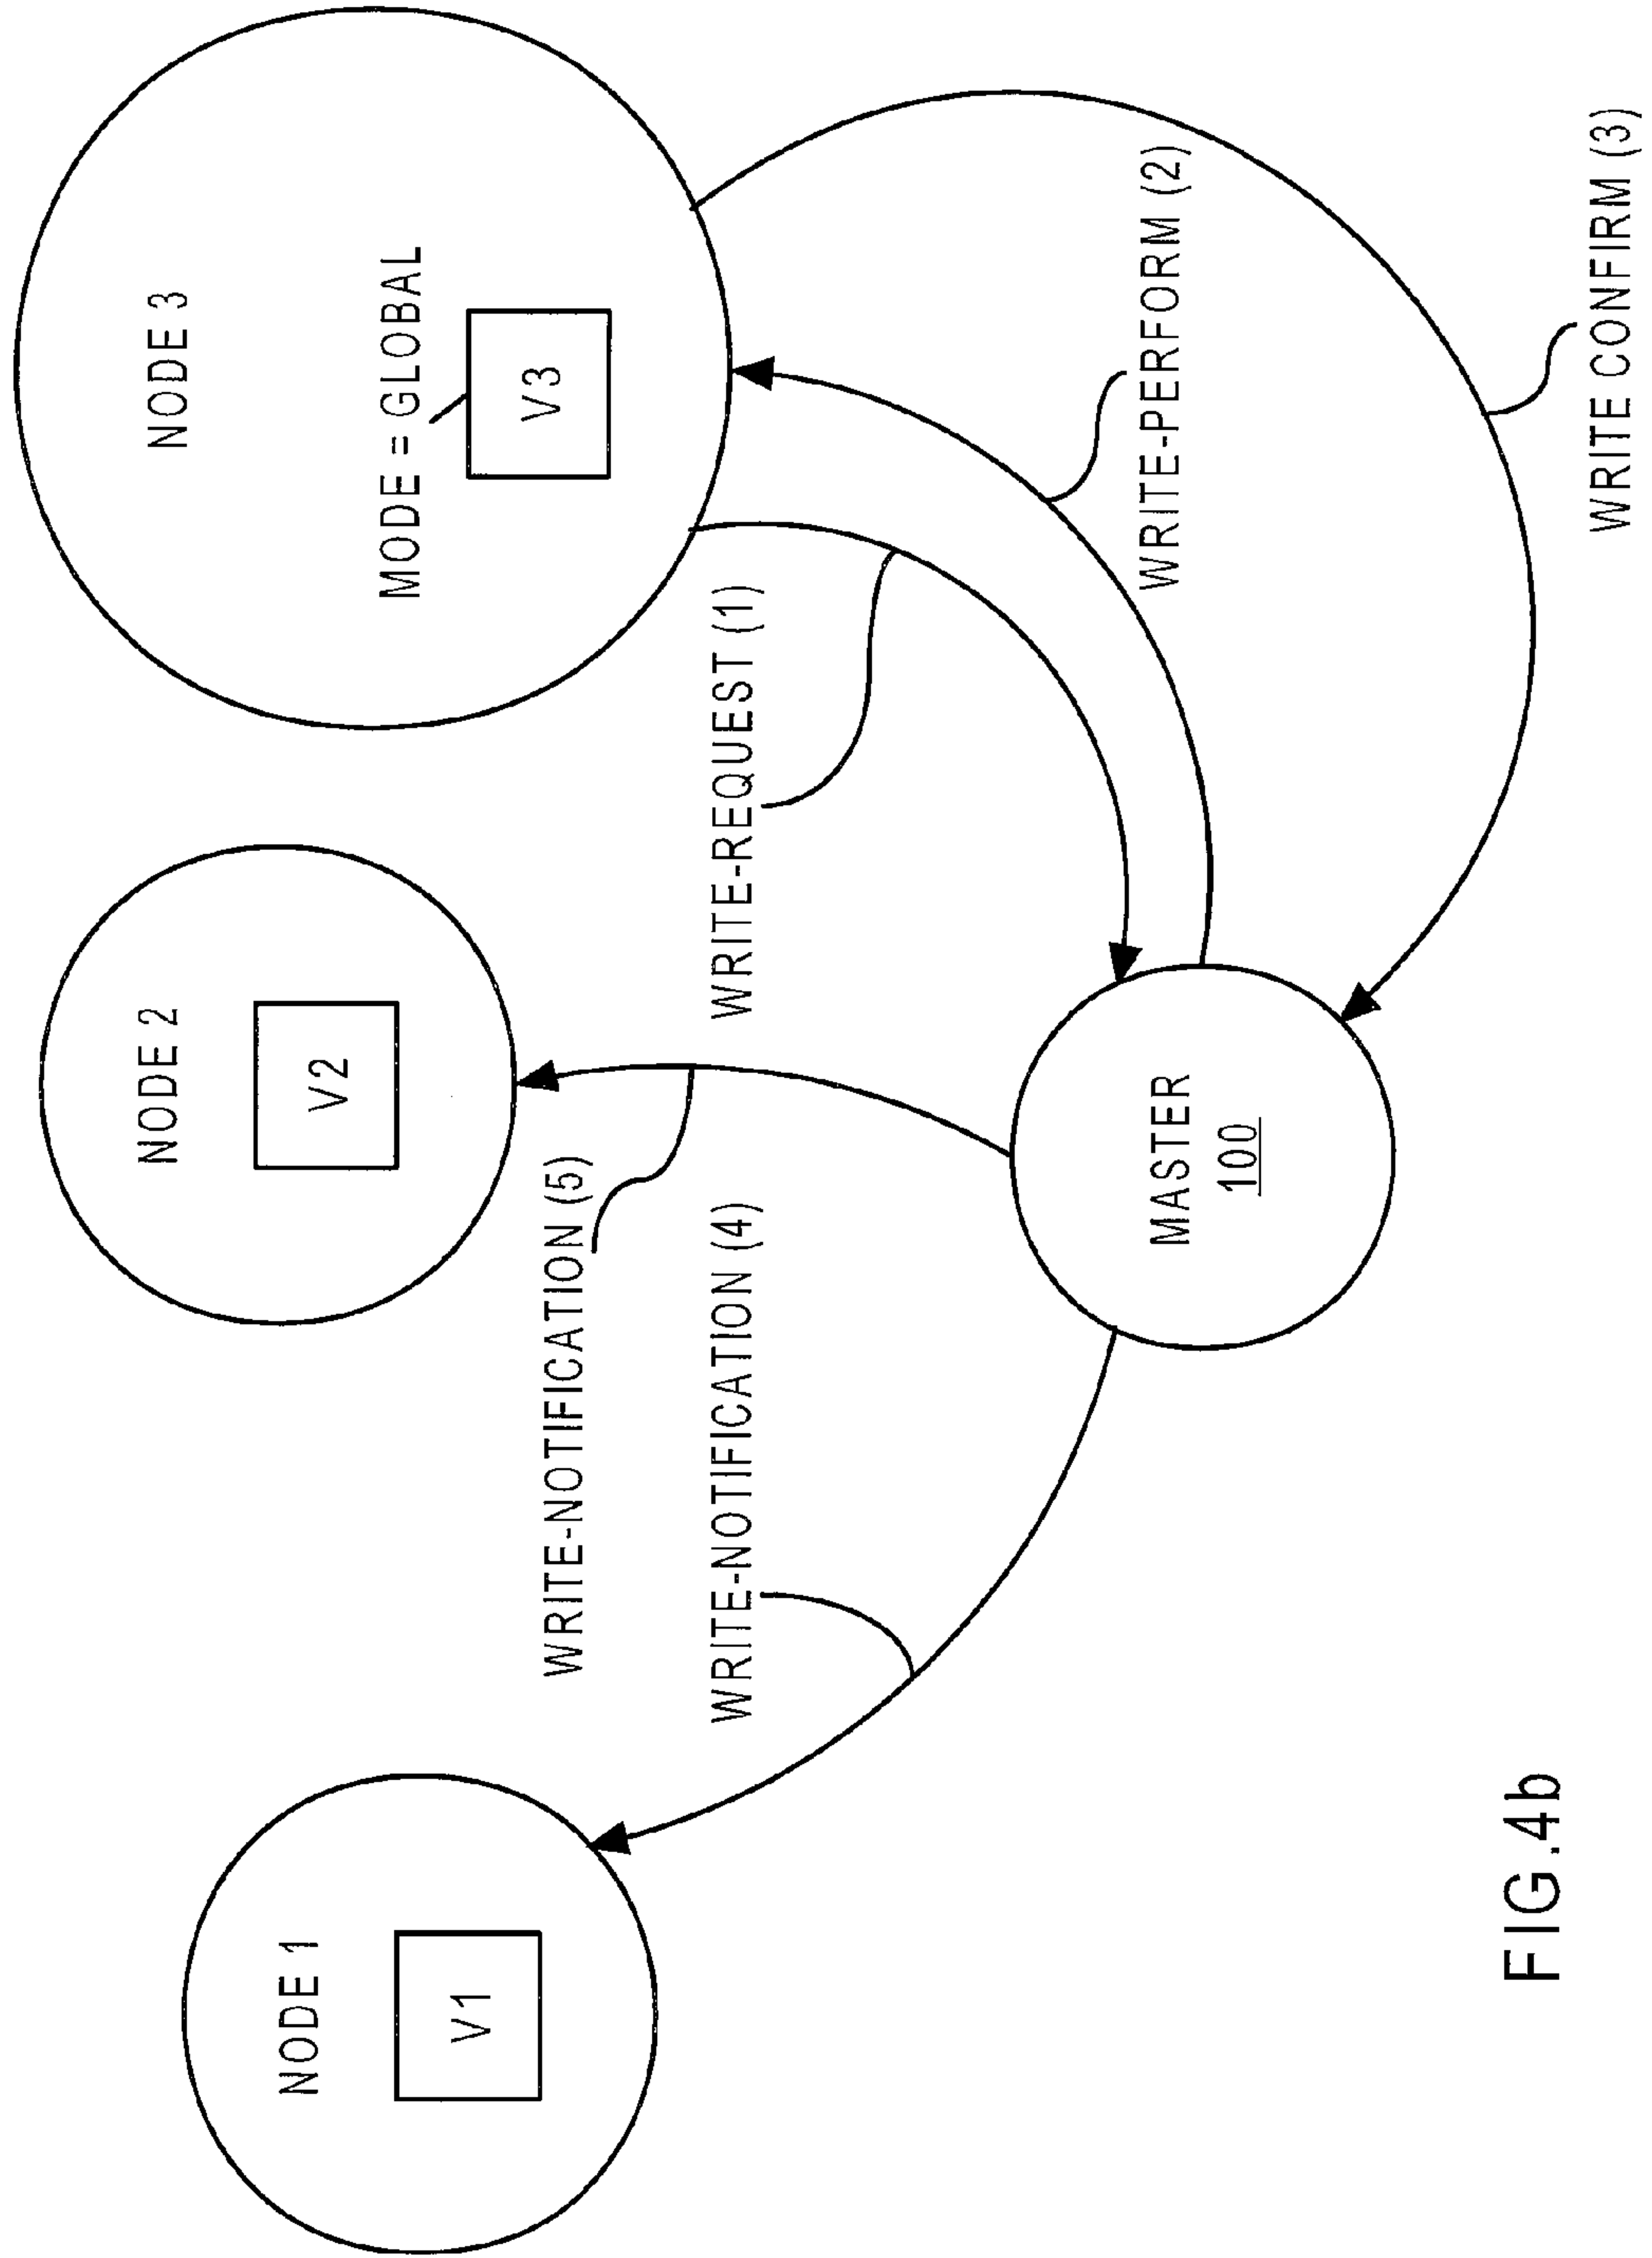 NODE 1
V1
NODE 2
V2
NODE 3
MODE = GLOBAL
V3
WRITE-NOTIFICATION (5)
WRITE-NOTIFICATION (4)
WRITE-REQUEST (1)
MASTER
100
WRITE-PERFORM (2)
WRITE CONFIRM (3)
FIG.4b